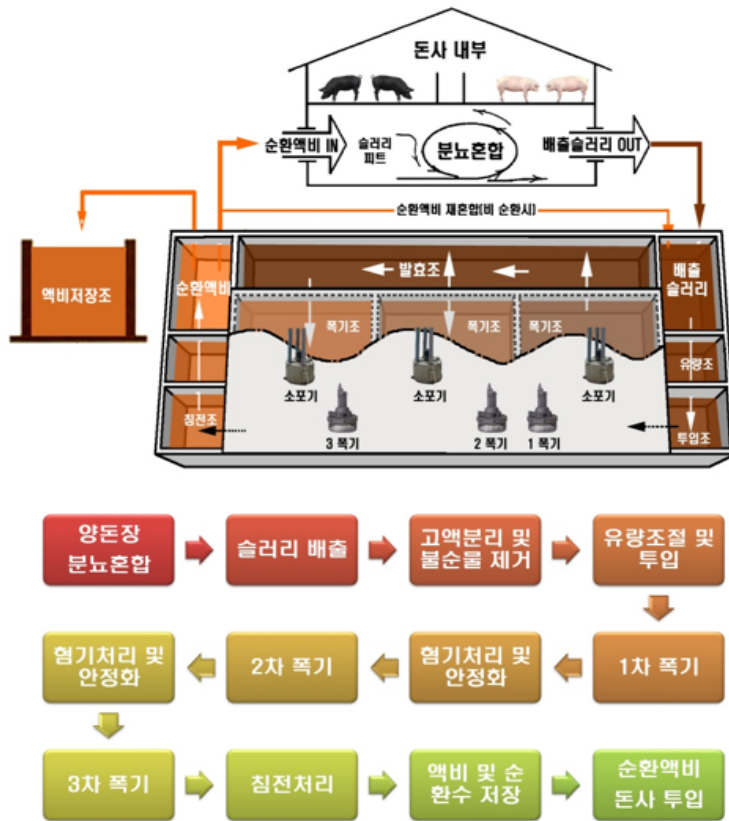 돈사 내부
순환액비 IN
슬러리
피트
분뇨혼합
배출슬러리 OUT
순환액비 재혼합(비 순환시)
액비저장조
순환액비
발효조
배출
슬러리
폭기조
폭기조
폭기조
유량조
소포기
소포기
소포기
침전조
투입조
3 폭기
2 폭기
1 폭기
양돈장
분뇨혼합
슬러리 배출
고액분리 및
불순물 제거
유량조절 및
투입
혐기처리 및
안정화
2차 폭기
혐기처리 및
안정화
1차 폭기
3차 폭기
침전처리
액비 및 순
환수 저장
순환액비
돈사 투입